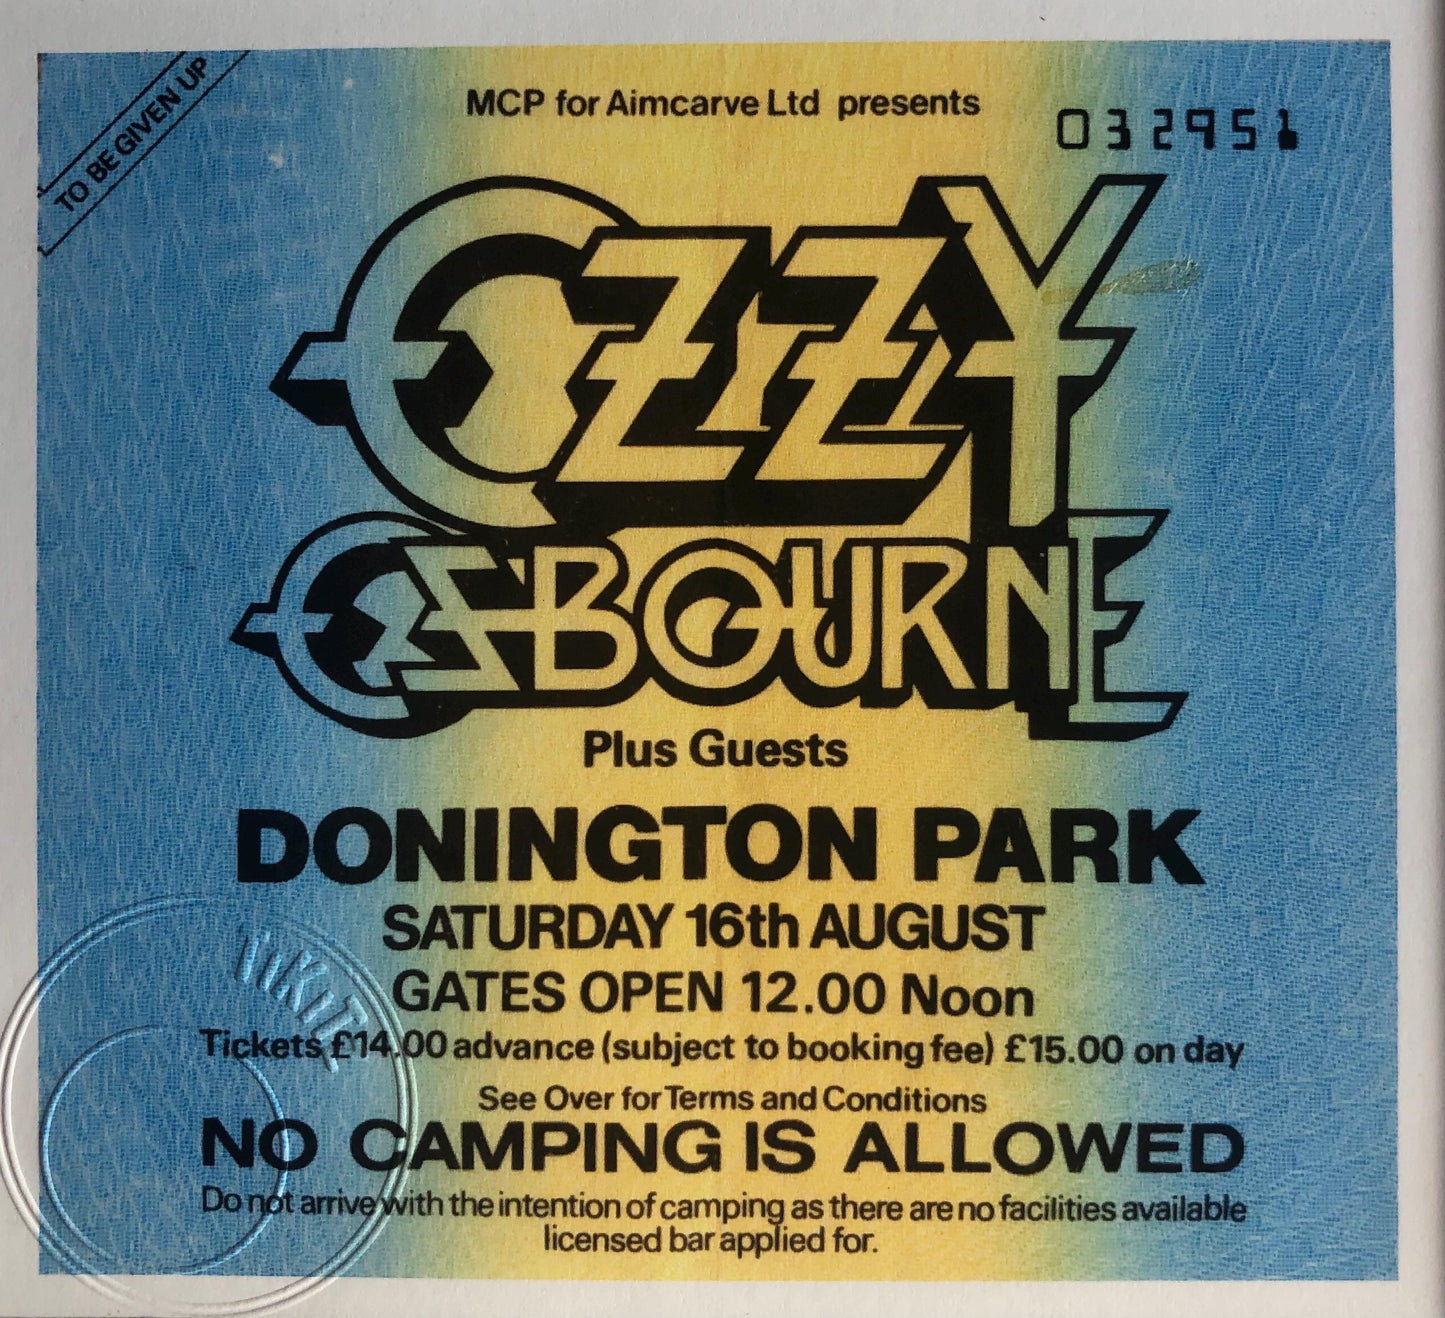 TO BE GIVEN UP
MCP for Aimcarve Ltd presents
032951
OZZY
OSBOURNE
Plus Guests
DONINGTON PARK
SATURDAY 16th AUGUST
GATES OPEN 12.00 Noon
Tickets £14.00 advance (subject to booking fee) £15.00 on day
See Over for Terms and Conditions
NO CAMPING IS ALLOWED
Do not arrive with the intention of camping as there are no facilities available
licensed bar applied for.